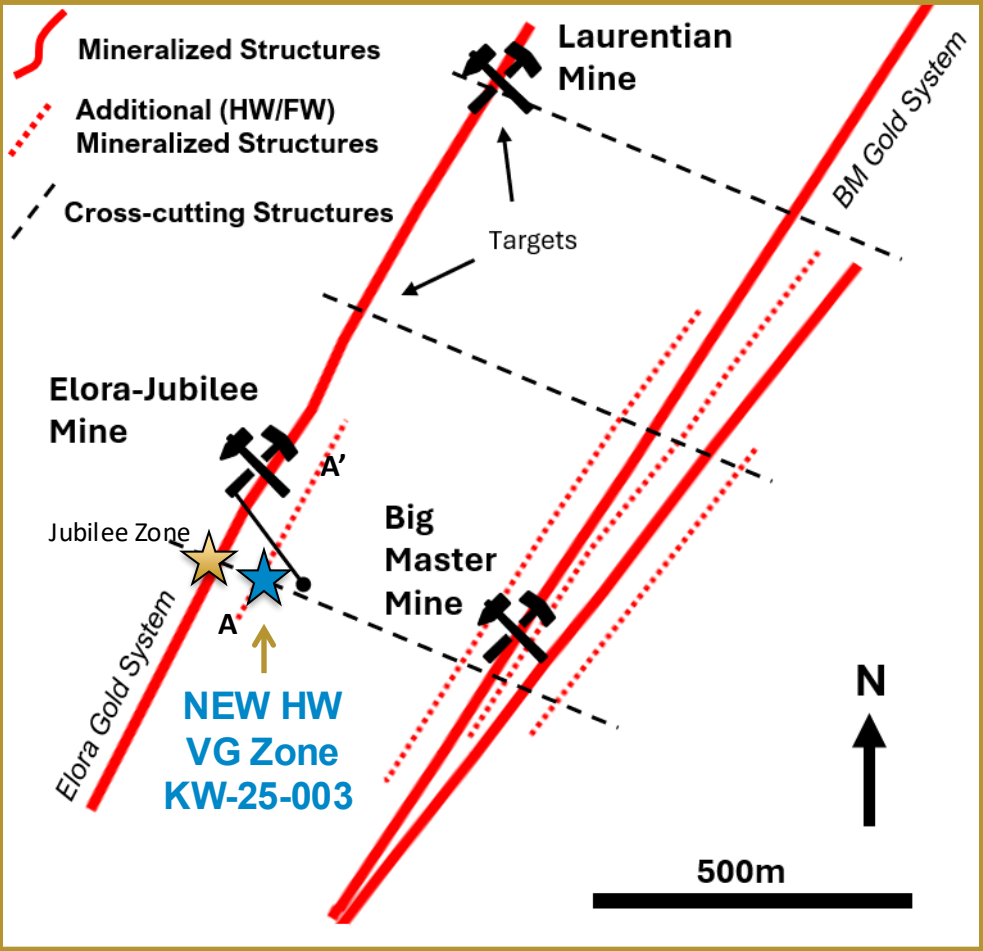 Mineralized Structures
Additional (HW/FW)
Mineralized Structures
Cross-cutting Structures
Laurentian
Mine
BM Gold System
Targets
Elora-Jubilee
Mine
A’
Jubilee Zone
Big
Master
Mine
A
Elora Gold System
NEW HW
VG Zone
KW-25-003
N
500m